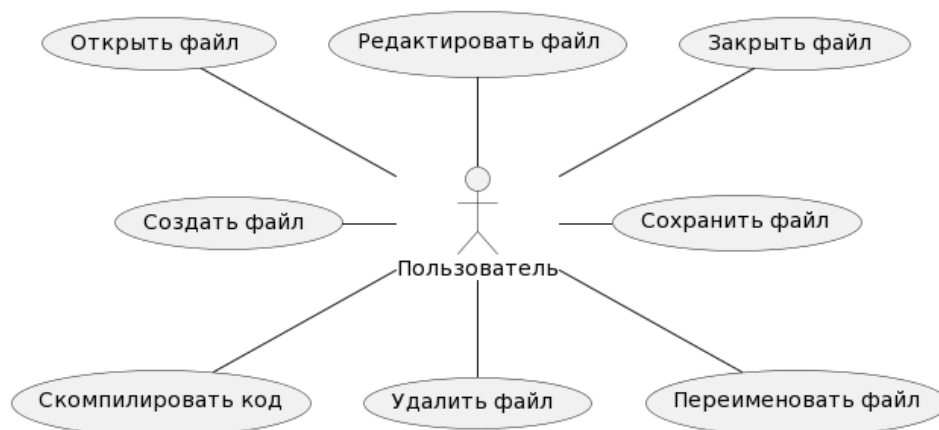 Открыть файл
Редактировать файл
Закрыть файл
Создать файл
Сохранить файл
Пользователь
Скомпилировать код
Удалить файл
Переименовать файл